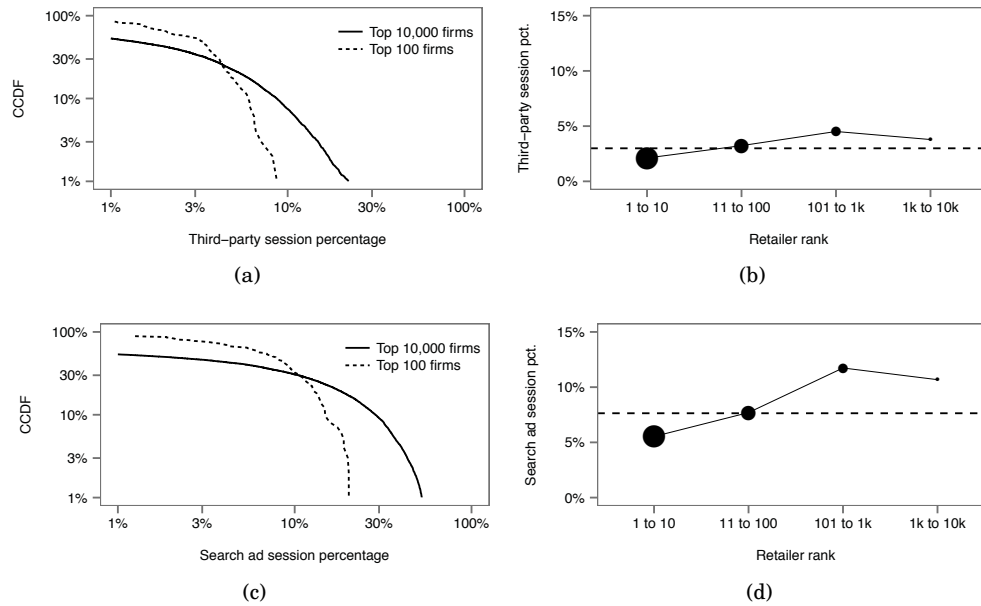 100%
30%
10%
3%
1%
CCDF
Top 10,000 firms
Top 100 firms
1% 3% 10% 30% 100%
Third−party session percentage
(a)
15%
10%
5%
0%
Third−party session pct.
1 to 10 11 to 100 101 to 1k 1k to 10k
Retailer rank
(b)
100%
30%
10%
3%
1%
CCDF
Top 10,000 firms
Top 100 firms
1% 3% 10% 30% 100%
Search ad session percentage
(c)
15%
10%
5%
0%
Search ad session pct.
1 to 10 11 to 100 101 to 1k 1k to 10k
Retailer rank
(d)